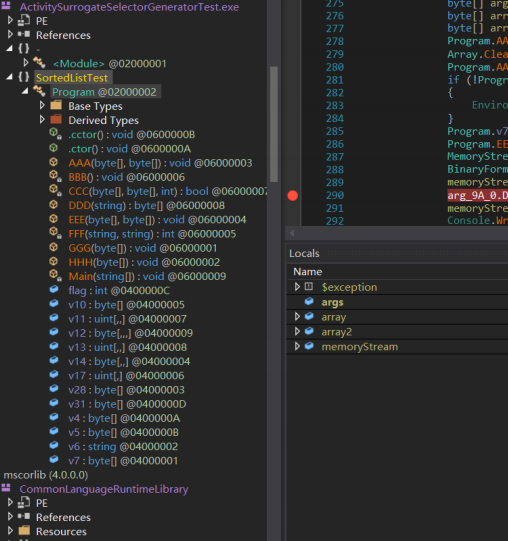 ActivitySurrogateSelectorGeneratorTest.exe
PE
References
{ } -
<Module> @02000001
{ } SortedListTest
Program @02000002
Base Types
Derived Types
.cctor() : void @0600000B
.ctor() : void @0600000A
AAA(byte[], byte[]) : void @06000003
BBB() : void @06000006
CCC(byte[], byte[], int) : bool @06000007
DDD(string) : byte[] @06000008
EEE(byte[], byte[]) : void @06000004
FFF(string, string) : int @06000005
GGG(byte[]) : void @06000001
HHH(byte[]) : void @06000002
Main(string[]) : void @06000009
flag : int @0400000C
v10 : byte[] @04000005
v11 : uint[,,] @04000007
v12 : byte[,,,] @04000009
v13 : uint[,,] @04000008
v14 : byte[,,] @04000004
v17 : uint[,] @04000006
v28 : byte[] @04000003
v31 : byte[] @0400000D
v4 : byte[] @0400000A
v5 : byte[] @0400000B
v6 : string @04000002
v7 : byte[] @04000001
mscorlib (4.0.0.0)
CommonLanguageRuntimeLibrary
PE
References
Resources
275 byte[] arg
276 byte[] arr
277 byte[] arr
278 Program.AA
279 Array.Clea
280 Program.AA
281 if (!Progr
282 {
283 Enviro
284 }
285 Program.v7
286 Program.EE
287 MemoryStre
288 BinaryForm
289 memoryStre
290 arg_9A_0.D
291 memoryStre
292 Console.Wr
Locals
Name
$exception
args
array
array2
memoryStream